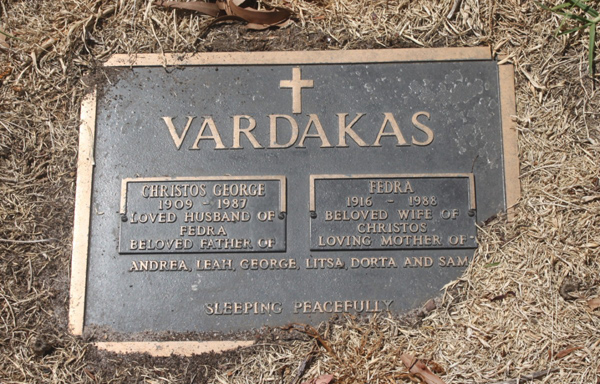 VARDAKAS
CHRISTOS GEORGE
1909 - 1987
LOVED HUSBAND OF
FEDRA
BELOVED FATHER OF
FEDRA
1916 - 1988
BELOVED WIFE OF
CHRISTOS
LOVING MOTHER OF
ANDREA, LEAH, GEORGE, LITSA, DORTA AND SAM
SLEEPING PEACEFULLY